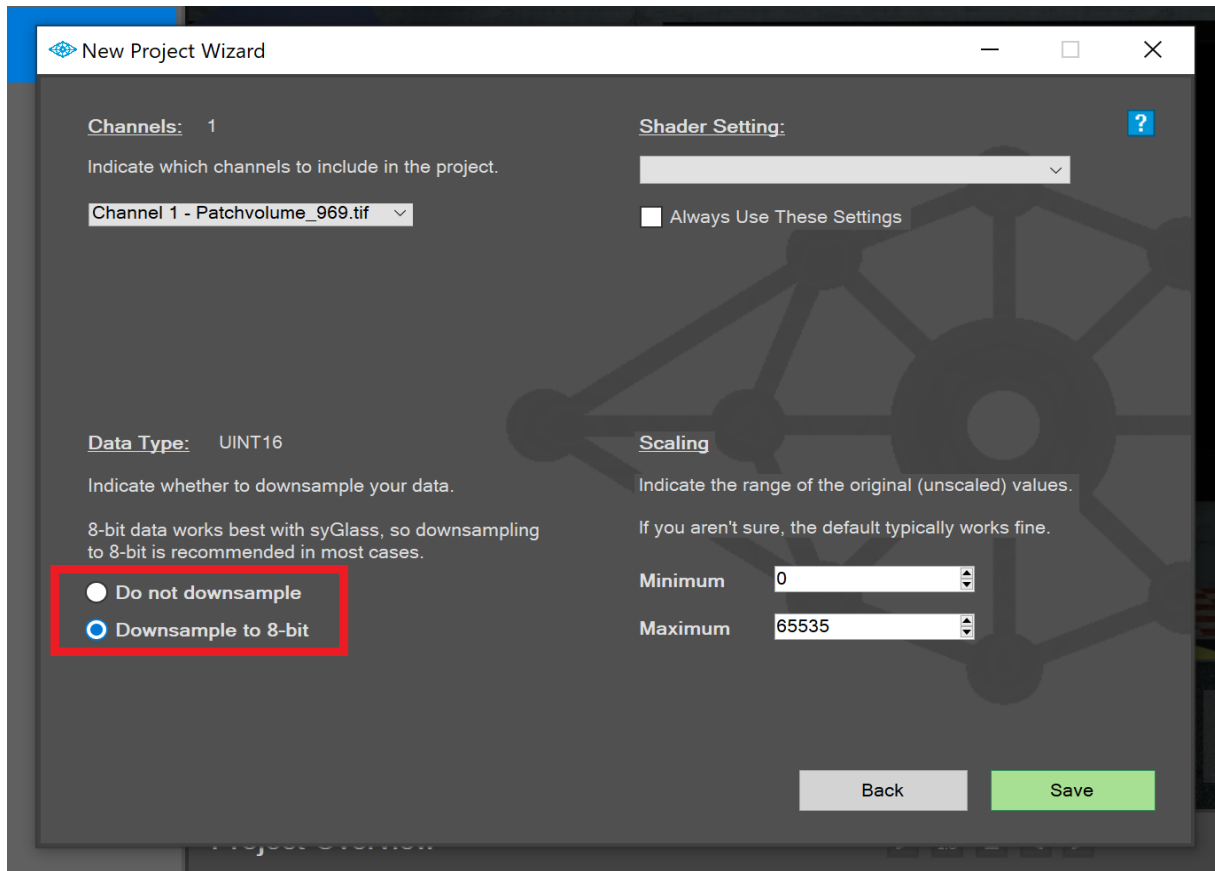 New Project Wizard
Channels: 1
Indicate which channels to include in the project.
Channel 1 - Patchvolume_969.tif
Shader Setting:
?
Always Use These Settings
Data Type: UINT16
Indicate whether to downsample your data.
8-bit data works best with syGlass, so downsampling
to 8-bit is recommended in most cases.
Do not downsample
Downsample to 8-bit
Scaling
Indicate the range of the original (unscaled) values.
If you aren't sure, the default typically works fine.
Minimum 0
Maximum 65535
Back
Save
Project Overview